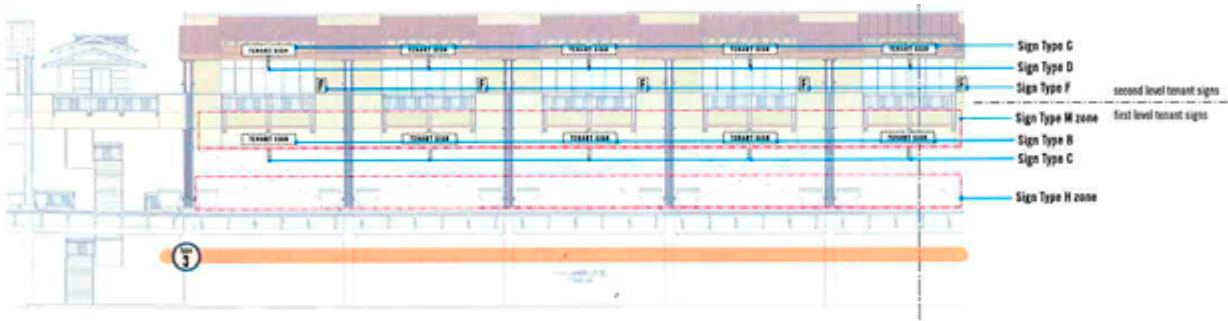 TENANT SIGN TENANT SIGN TENANT SIGN TENANT SIGN TENANT SIGN
Sign Type G
Sign Type D
F F F F F
Sign Type F
second level tenant signs
first level tenant signs
Sign Type M zone
TENANT SIGN TENANT SIGN TENANT SIGN TENANT SIGN TENANT SIGN
Sign Type B
Sign Type C
Sign Type H zone
Type
3